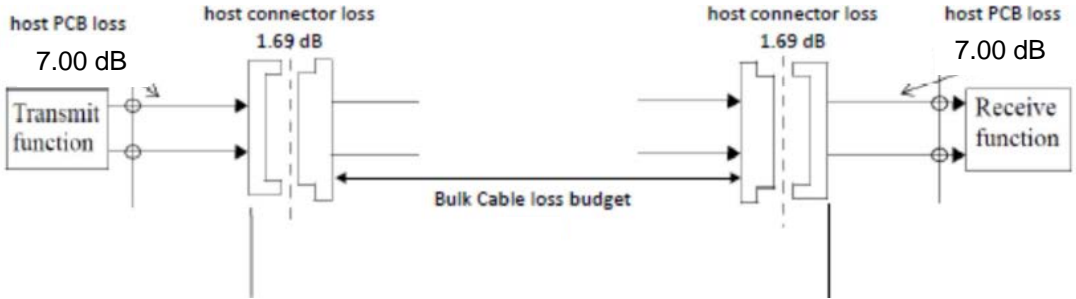 host PCB loss
7.00 dB
host connector loss
1.69 dB
host connector loss
1.69 dB
host PCB loss
7.00 dB
Transmit
function
Receive
function
Bulk Cable loss budget